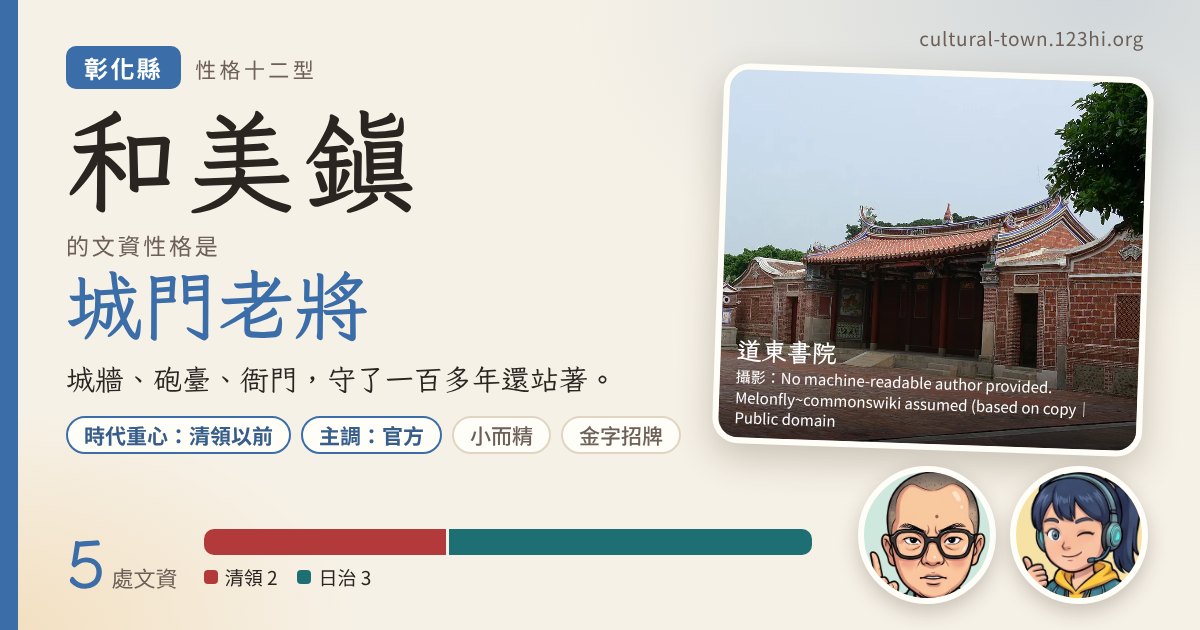 cultural-town.123hi.org
彰化縣 性格十二型
和美鎮
的文資性格是
城門老將
城牆、砲臺、衙門，守了一百多年還站著。
時代重心：清領以前 主調：官方 小而精 金字招牌
道東書院
攝影：No machine-readable author provided.
Melonfly~commonswiki assumed (based on copy｜
Public domain
5 處文資
清領 2 日治 3